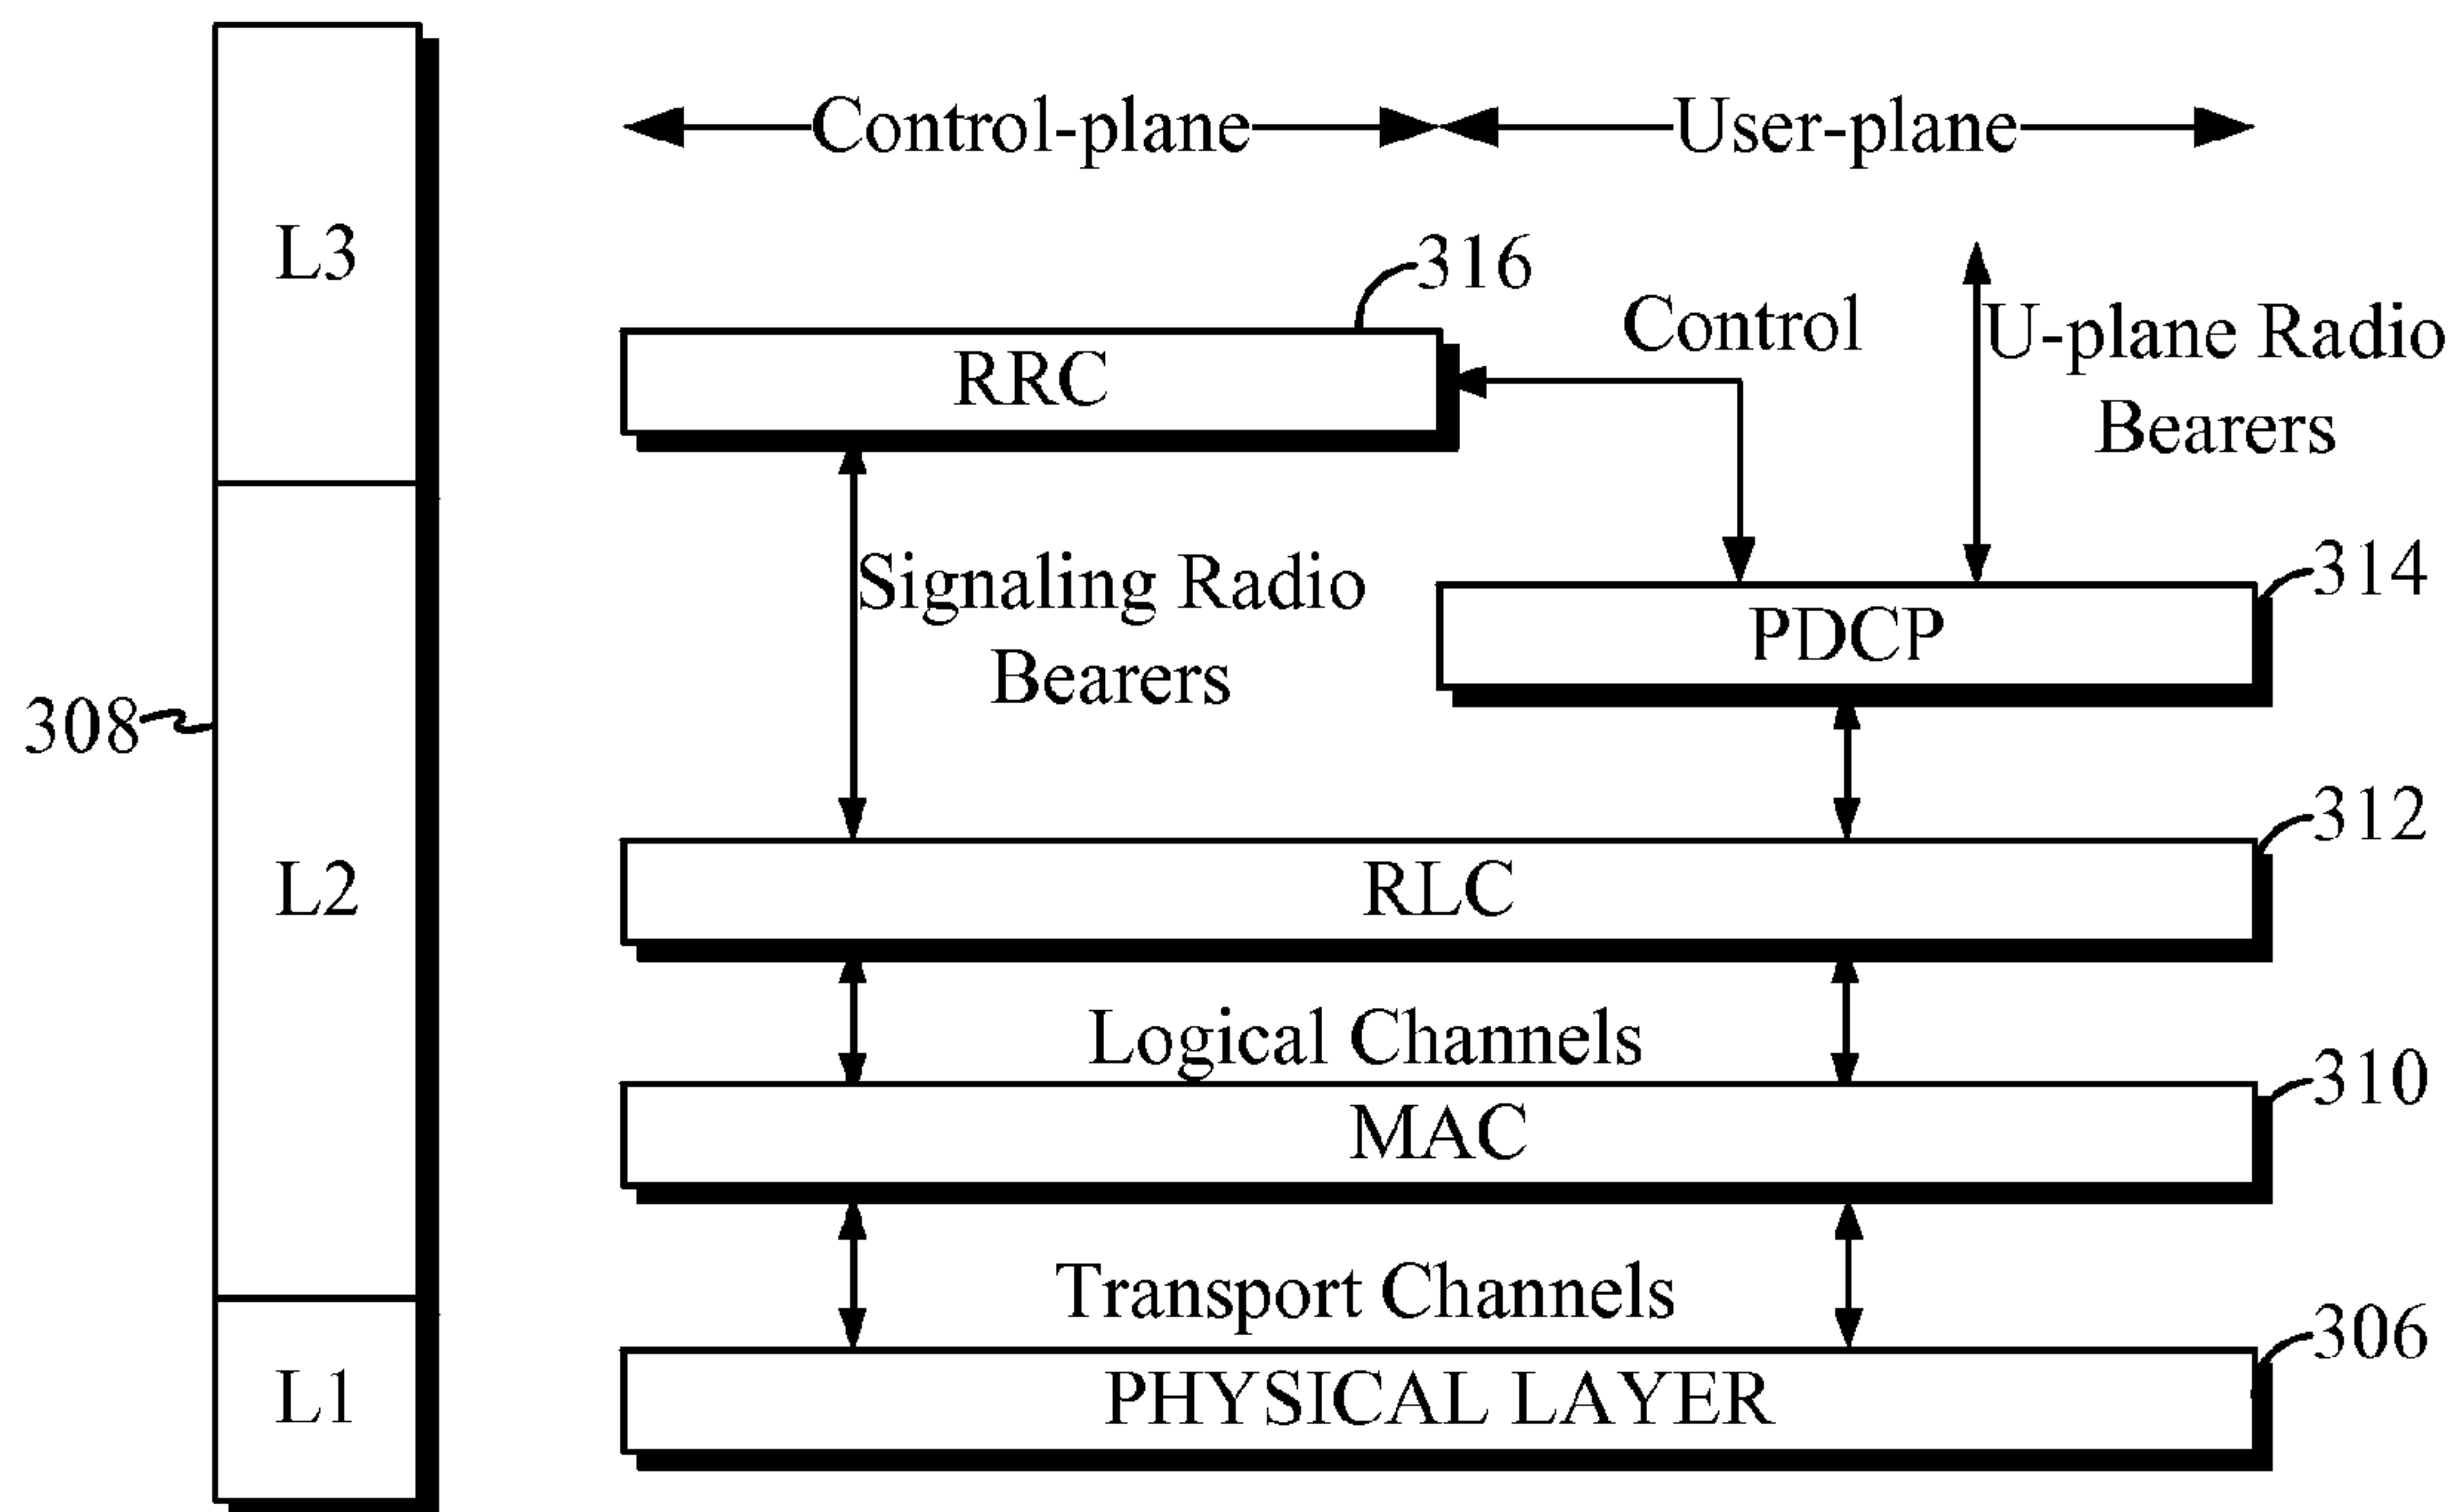 Control-plane
User-plane
L3
316
Control
U-plane Radio
Bearers
RRC
Signaling Radio
Bearers
314
PDCP
308
312
L2
RLC
Logical Channels
310
MAC
Transport Channels
306
L1
PHYSICAL LAYER